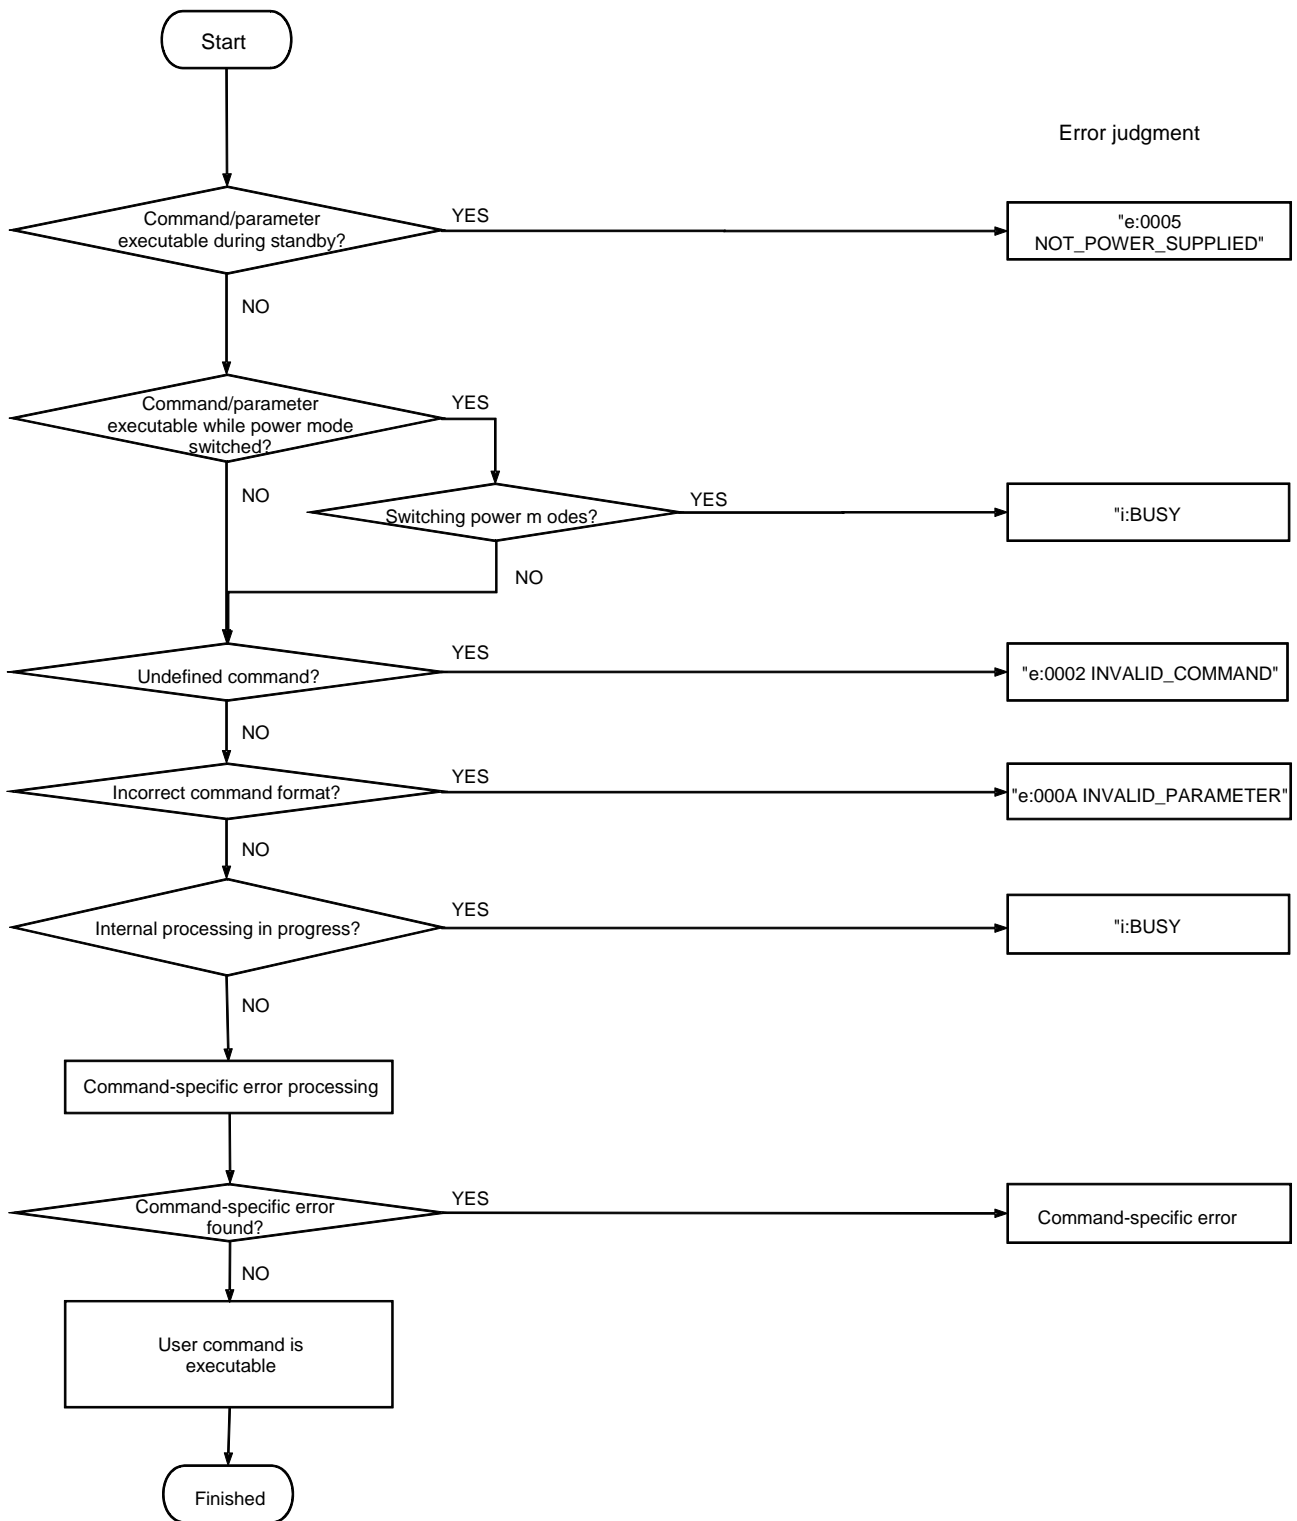 Start
Error judgment
Command/parameter
executable during standby?
YES
"e:0005
NOT_POWER_SUPPLIED"
NO
Command/parameter
executable while power mode
switched?
YES
NO
Switching power m odes?
YES
"i:BUSY
NO
Undefined command?
YES
"e:0002 INVALID_COMMAND"
NO
Incorrect command format?
YES
"e:000A INVALID_PARAMETER"
NO
Internal processing in progress?
YES
"i:BUSY
NO
Command-specific error processing
Command-specific error
found?
YES
Command-specific error
NO
User command is
executable
Finished